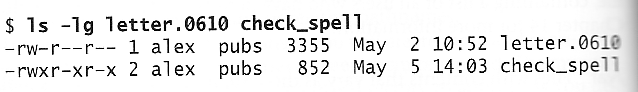 $ ls -lg letter.0610 check_spell
-rw-r--r-- 1 alex pubs 3355 May 2 10:52 letter.0610
-rwxr-xr-x 2 alex pubs 852 May 5 14:03 check_spell